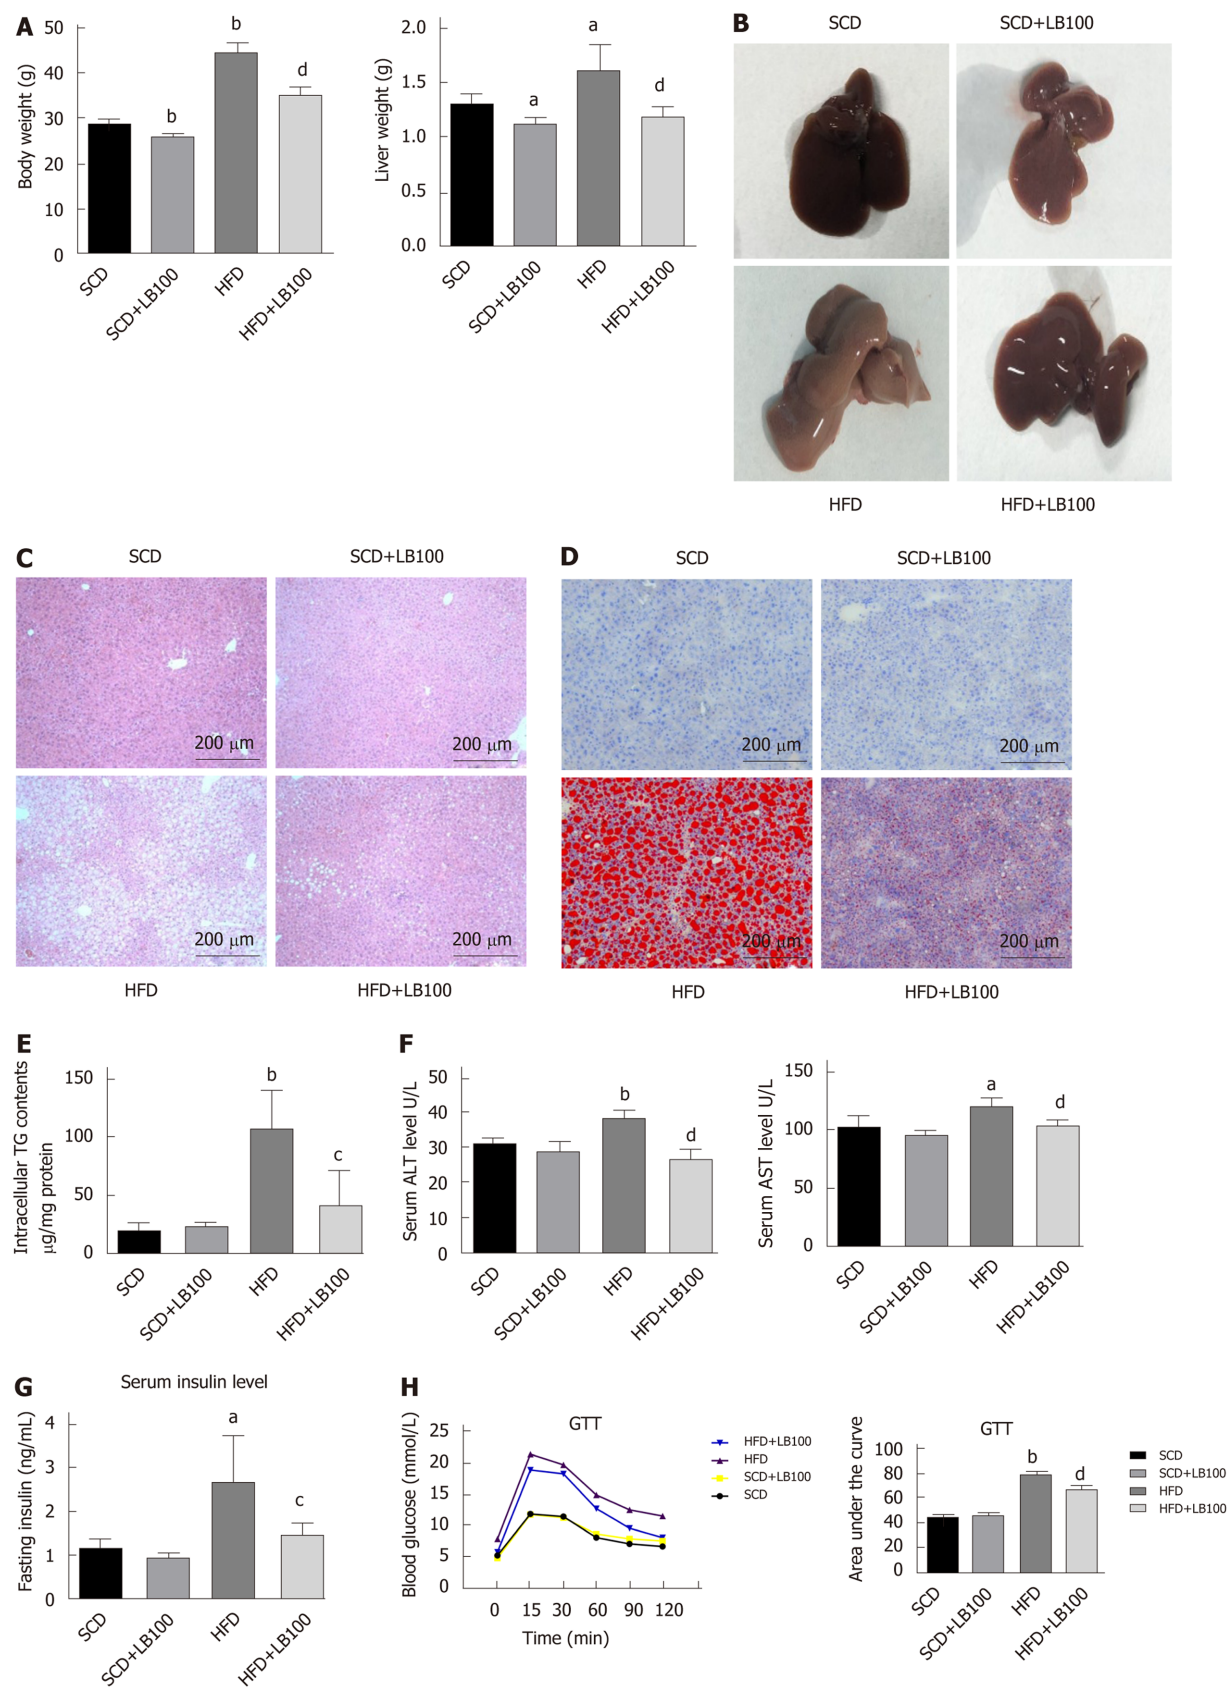 A
50
40
30
20
10
0
Body weight (g)
b
b
d
SCD
SCD+LB100
HFD
HFD+LB100
2.0
1.5
1.0
0.5
0.0
Liver weight (g)
a
a
d
SCD
SCD+LB100
HFD
HFD+LB100
B
SCD
SCD+LB100
HFD
HFD+LB100
C
SCD
SCD+LB100
200 μm
200 μm
200 μm
200 μm
HFD
HFD+LB100
D
SCD
SCD+LB100
200 μm
200 μm
200 μm
200 μm
HFD
HFD+LB100
E
Intracellular TG contents
μg/mg protein
150
100
50
0
b
c
SCD
SCD+LB100
HFD
HFD+LB100
F
Serum ALT level U/L
50
40
30
20
10
0
b
d
SCD
SCD+LB100
HFD
HFD+LB100
Serum AST level U/L
150
100
50
0
a
d
SCD
SCD+LB100
HFD
HFD+LB100
G
Serum insulin level
Fasting insulin (ng/mL)
4
3
2
1
0
a
c
SCD
SCD+LB100
HFD
HFD+LB100
H
GTT
Blood glucose (mmol/L)
25
20
15
10
5
0
0 15 30 60 90 120
Time (min)
HFD+LB100
HFD
SCD+LB100
SCD
GTT
Area under the curve
100
80
60
40
20
0
b
d
SCD
SCD+LB100
HFD
HFD+LB100
SCD
SCD+LB100
HFD
HFD+LB100